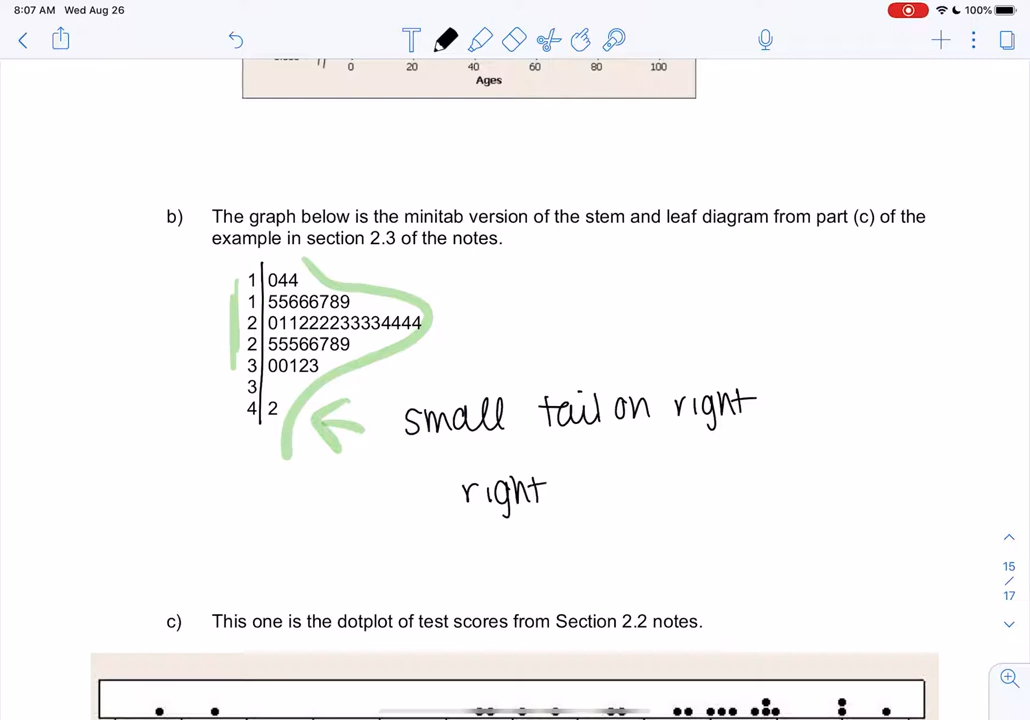 8:07 AM Wed Aug 26
100%
T
0 20 40 60 80 100
Ages
b) The graph below is the minitab version of the stem and leaf diagram from part (c) of the
example in section 2.3 of the notes.
1 044
1 55666789
2 0112222333344444
2 55566789
3 00123
3
4 2
small tail on right
right
15
/
17
c) This one is the dotplot of test scores from Section 2.2 notes.